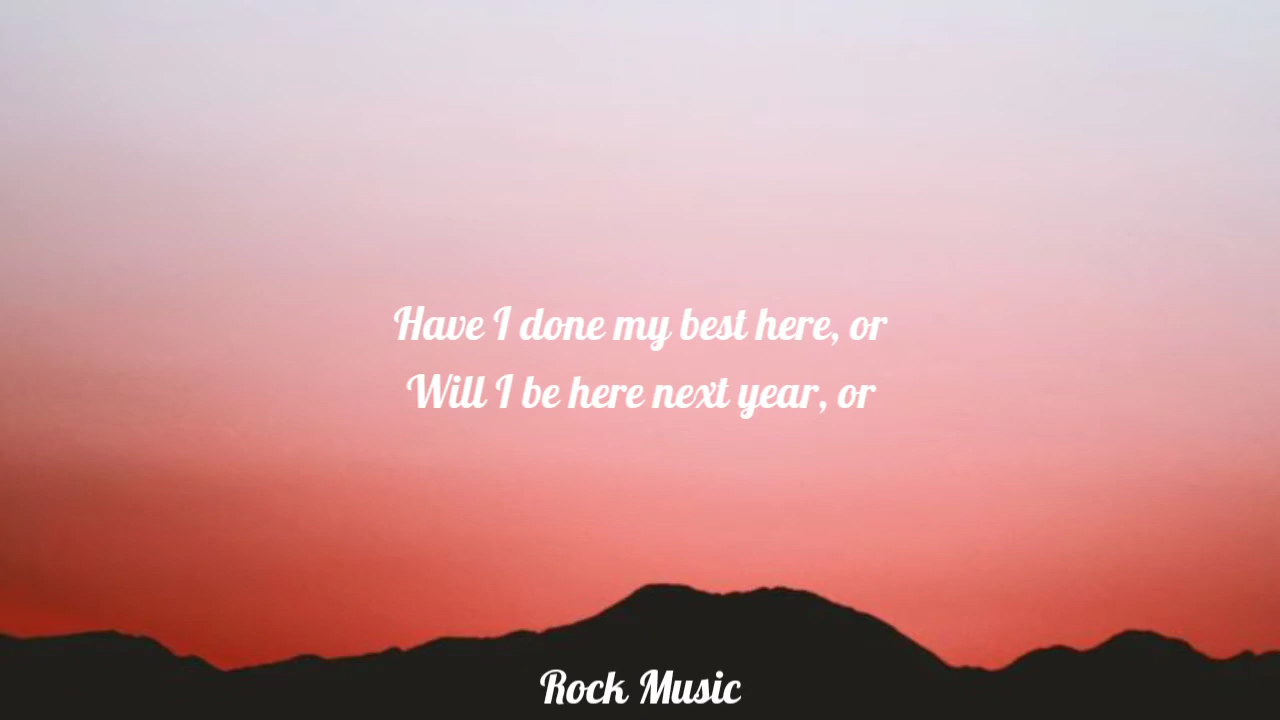 Have I done my best here, or
Will I be here next year, or
Rock Music